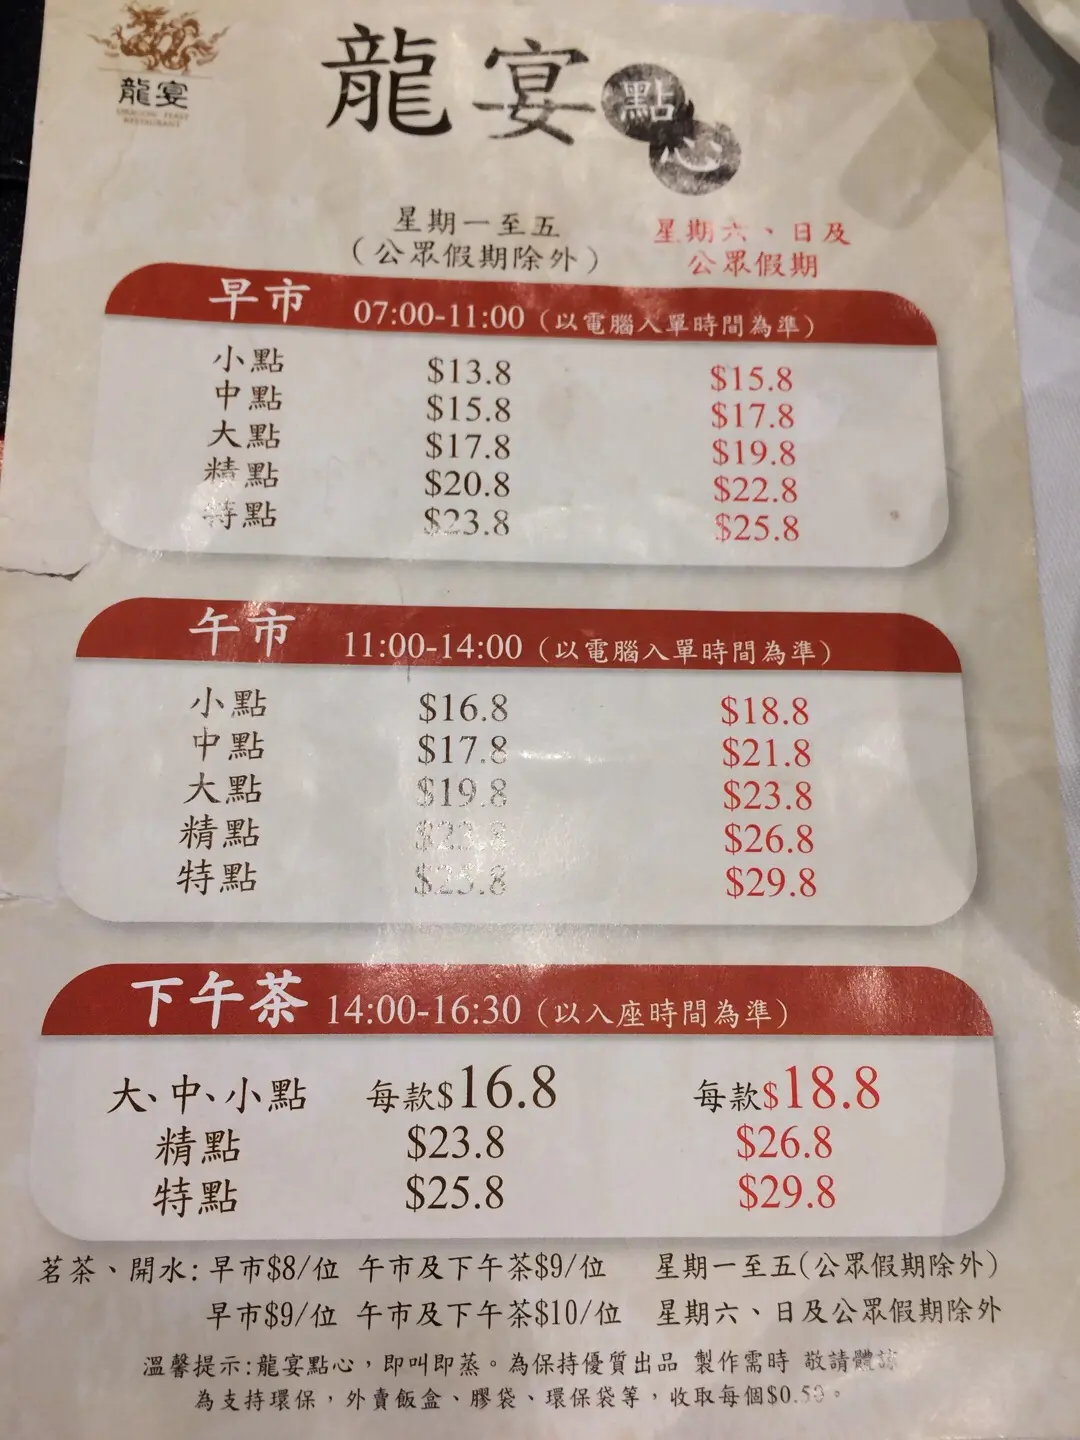 龍宴
DRAGON FEAST
RESTAURANT
龍宴點心
星期一至五
（公眾假期除外）
星期六、日及
公眾假期
早市 07:00-11:00（以電腦入單時間為準）
小點 $13.8 $15.8
中點 $15.8 $17.8
大點 $17.8 $19.8
精點 $20.8 $22.8
特點 $23.8 $25.8
午市 11:00-14:00（以電腦入單時間為準）
小點 $16.8 $18.8
中點 $17.8 $21.8
大點 $19.8 $23.8
精點 $26.8
特點 $29.8
下午茶 14:00-16:30（以入座時間為準）
大、中、小點 每款$16.8 每款$18.8
精點 $23.8 $26.8
特點 $25.8 $29.8
茗茶、開水: 早市$8/位 午市及下午茶$9/位 星期一至五(公眾假期除外)
早市$9/位 午市及下午茶$10/位 星期六、日及公眾假期除外
溫馨提示:龍宴點心，即叫即蒸。為保持優質出品 製作需時 敬請體諒
為支持環保，外賣飯盒、膠袋、環保袋等，收取每個$0.50。